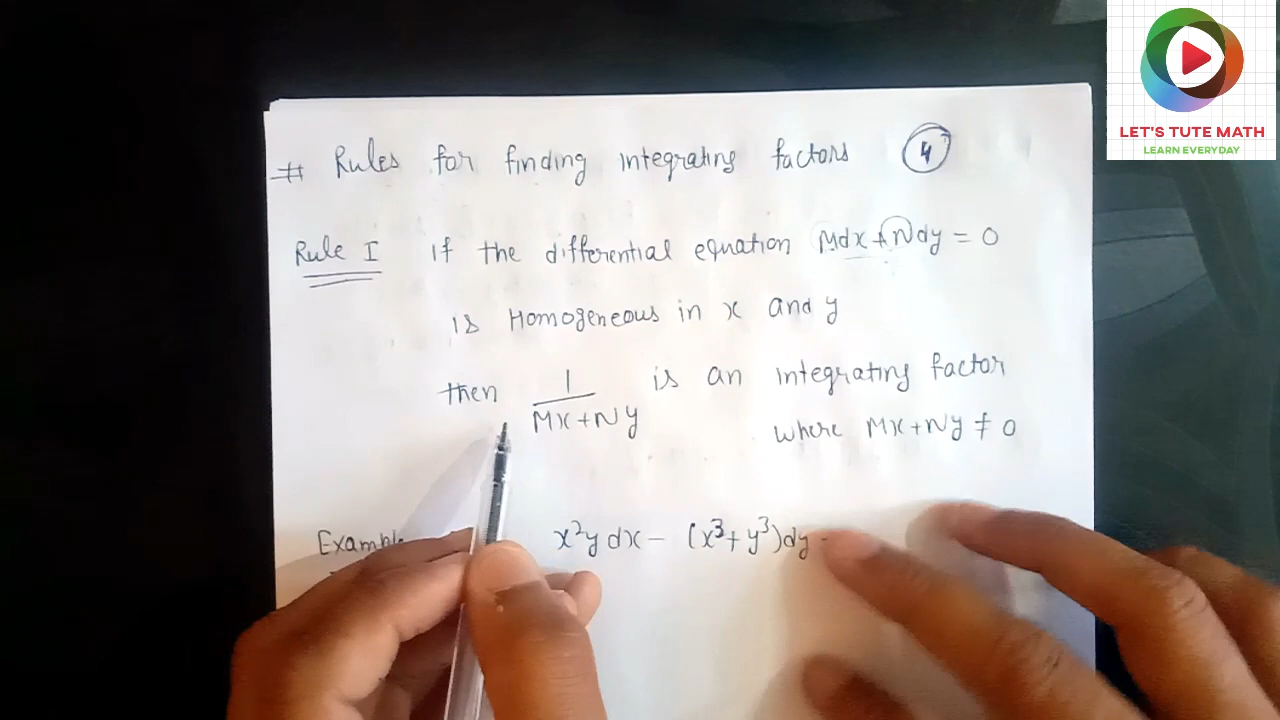 LET'S TUTE MATH
LEARN EVERYDAY
# Rules for finding integrating factors 4
Rule I If the differential equation Mdx+Ndy = 0
is Homogeneous in x and y
then 1/(Mx+Ny) is an integrating factor
where Mx+Ny ≠ 0
x²y dx - (x³+y³)dy